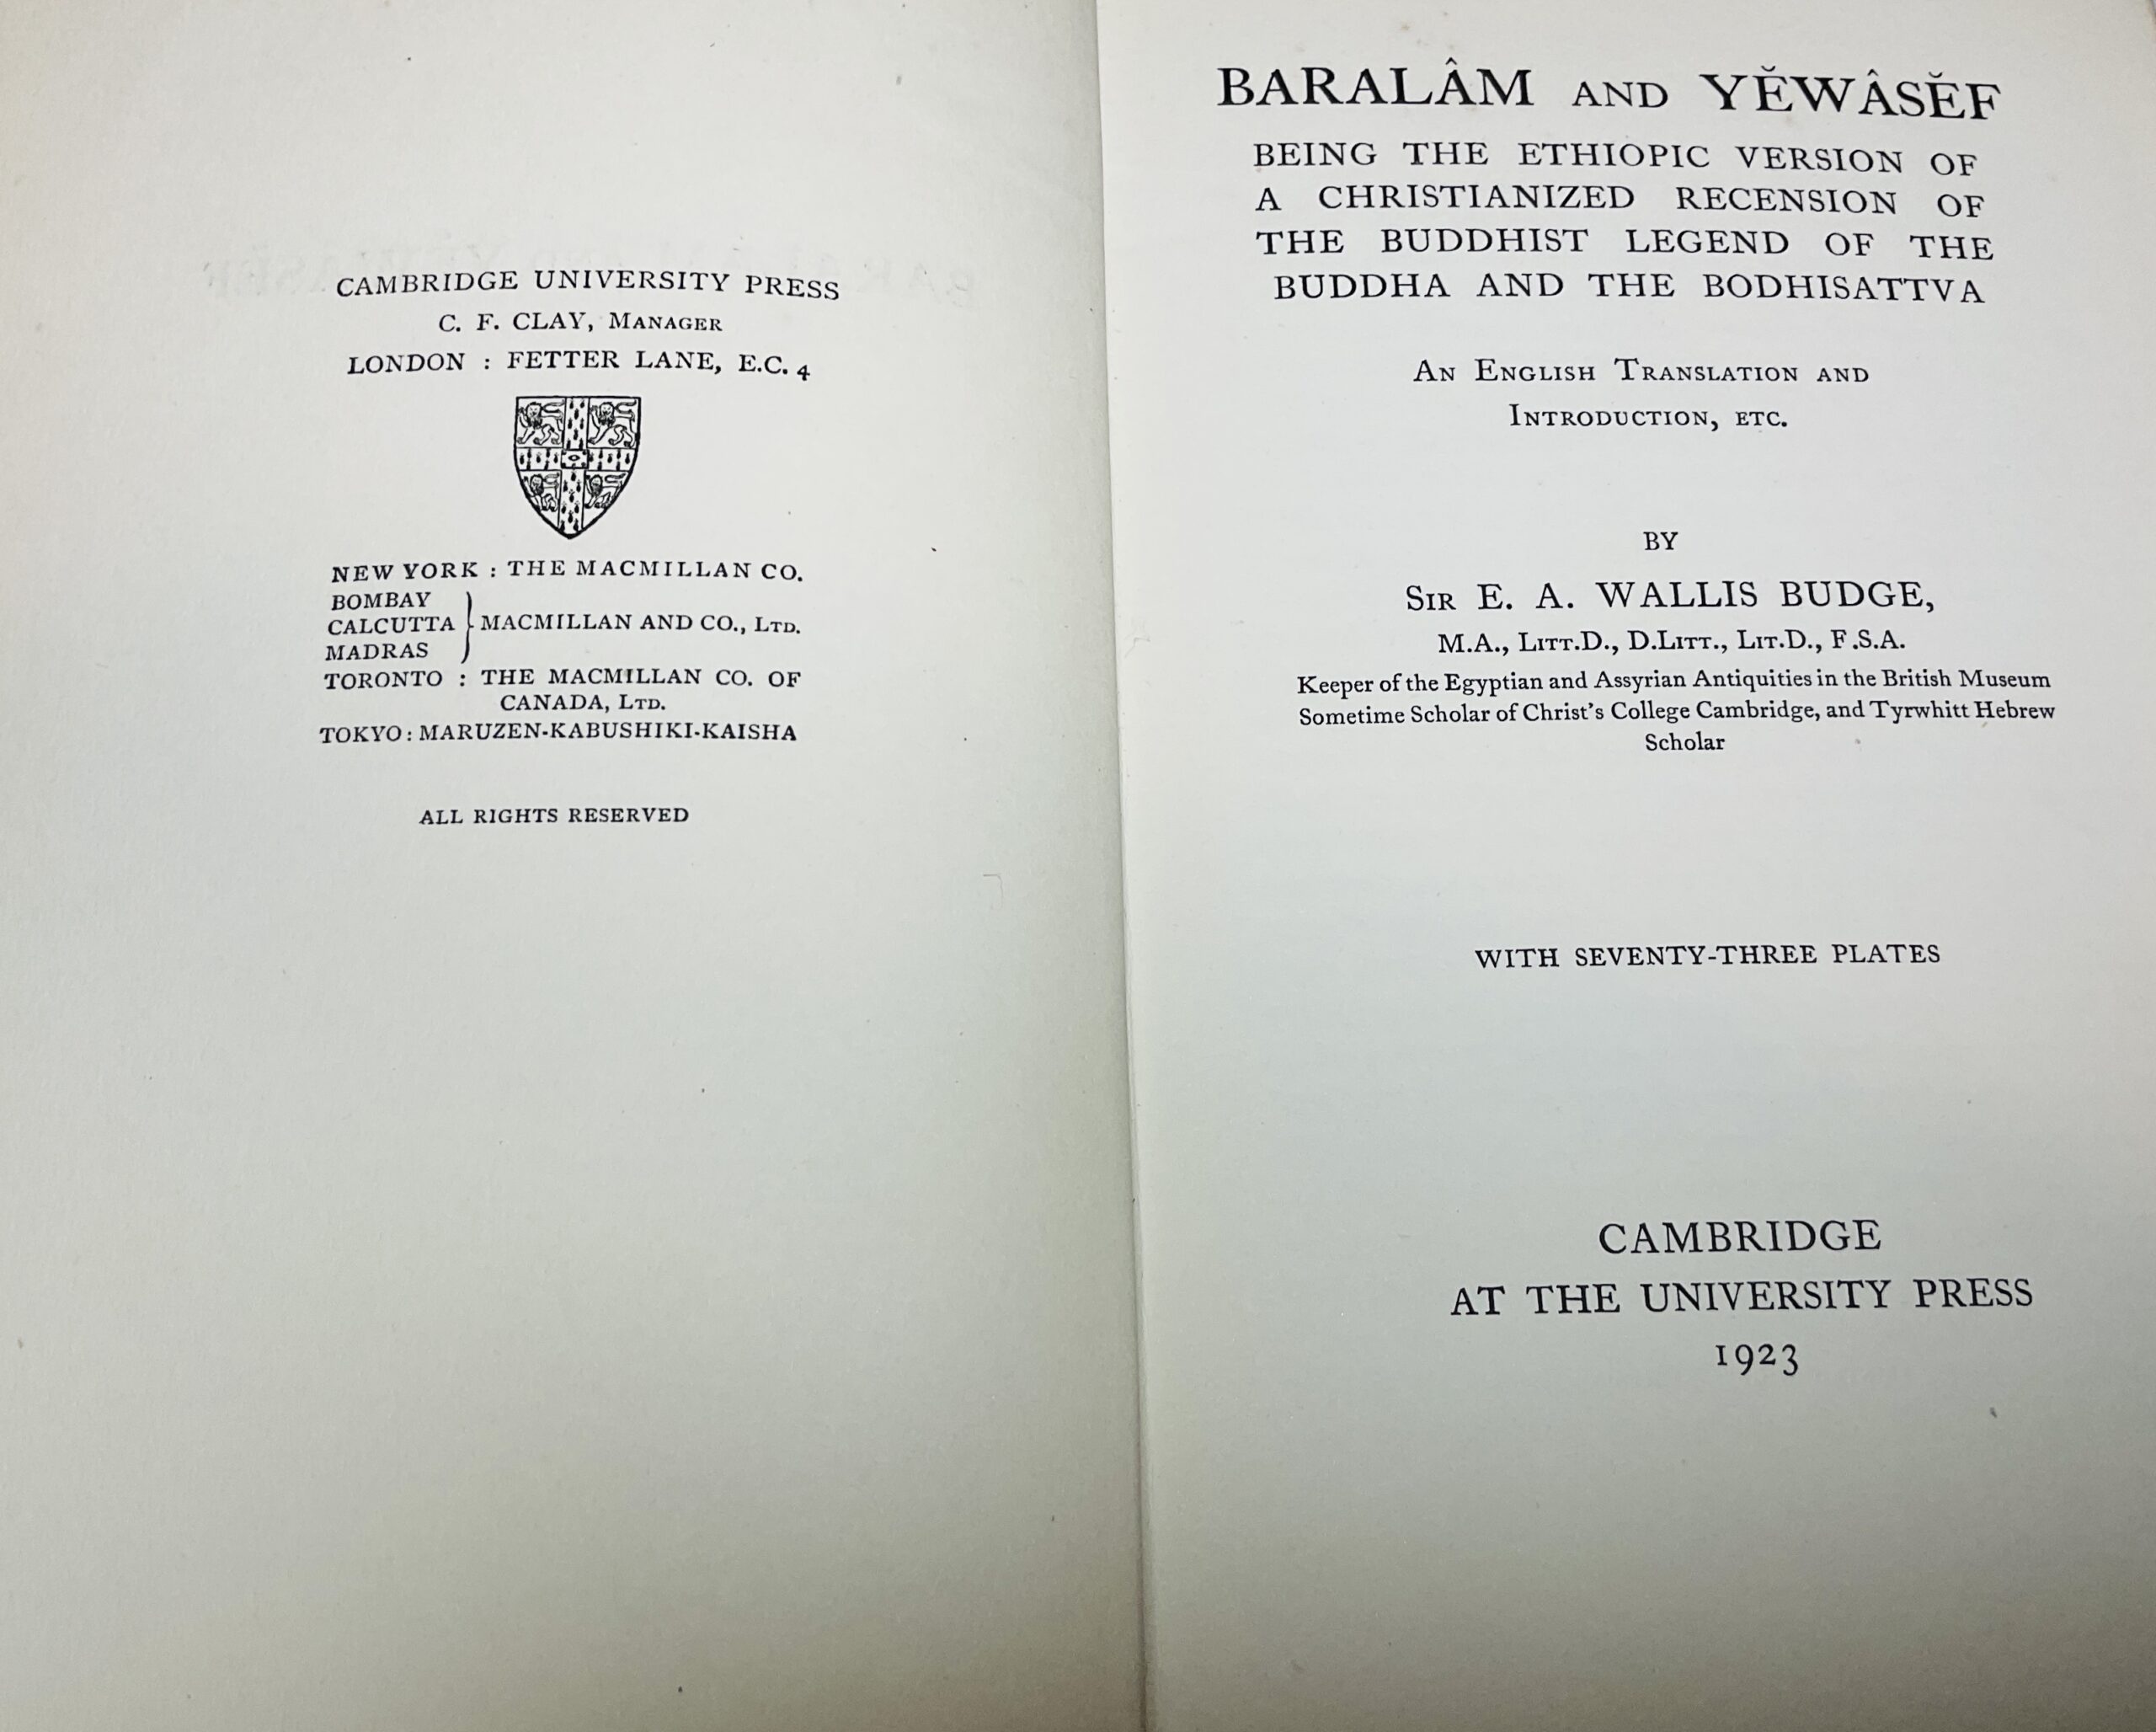 CAMBRIDGE UNIVERSITY PRESS
C. F. CLAY, MANAGER
LONDON : FETTER LANE, E.C. 4
NEW YORK : THE MACMILLAN CO.
BOMBAY
CALCUTTA } MACMILLAN AND CO., LTD.
MADRAS
TORONTO : THE MACMILLAN CO. OF
CANADA, LTD.
TOKYO : MARUZEN-KABUSHIKI-KAISHA
ALL RIGHTS RESERVED
BARALÂM AND YĔWÂSĔF
BEING THE ETHIOPIC VERSION OF
A CHRISTIANIZED RECENSION OF
THE BUDDHIST LEGEND OF THE
BUDDHA AND THE BODHISATTVA
AN ENGLISH TRANSLATION AND
INTRODUCTION, ETC.
BY
SIR E. A. WALLIS BUDGE,
M.A., LITT.D., D.LITT., LIT.D., F.S.A.
Keeper of the Egyptian and Assyrian Antiquities in the British Museum
Sometime Scholar of Christ's College Cambridge, and Tyrwhitt Hebrew
Scholar
WITH SEVENTY-THREE PLATES
CAMBRIDGE
AT THE UNIVERSITY PRESS
1923